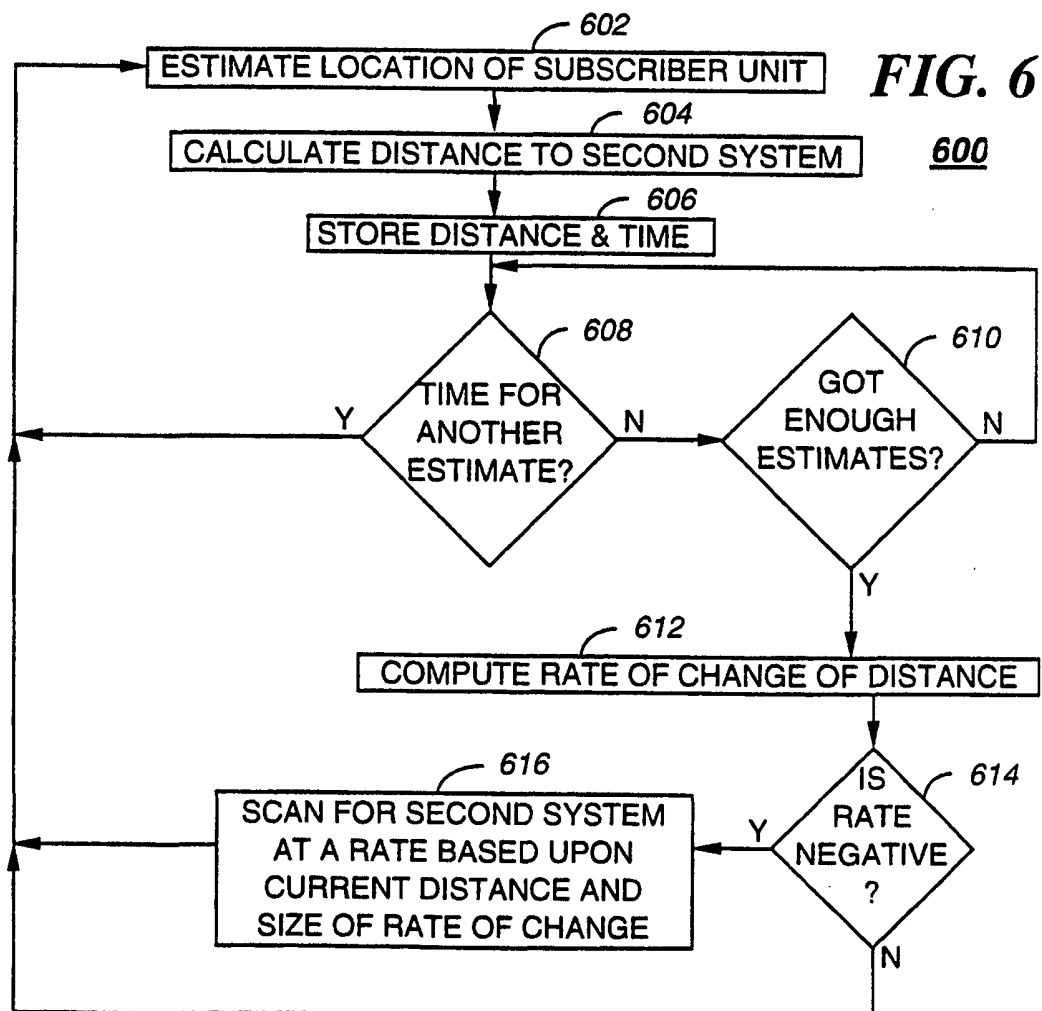 602
ESTIMATE LOCATION OF SUBSCRIBER UNIT
FIG. 6
600
604
CALCULATE DISTANCE TO SECOND SYSTEM
606
STORE DISTANCE & TIME
608
TIME FOR
ANOTHER
ESTIMATE?
Y
N
610
GOT
ENOUGH
ESTIMATES?
N
Y
612
COMPUTE RATE OF CHANGE OF DISTANCE
614
IS
RATE
NEGATIVE
?
Y
N
616
SCAN FOR SECOND SYSTEM
AT A RATE BASED UPON
CURRENT DISTANCE AND
SIZE OF RATE OF CHANGE